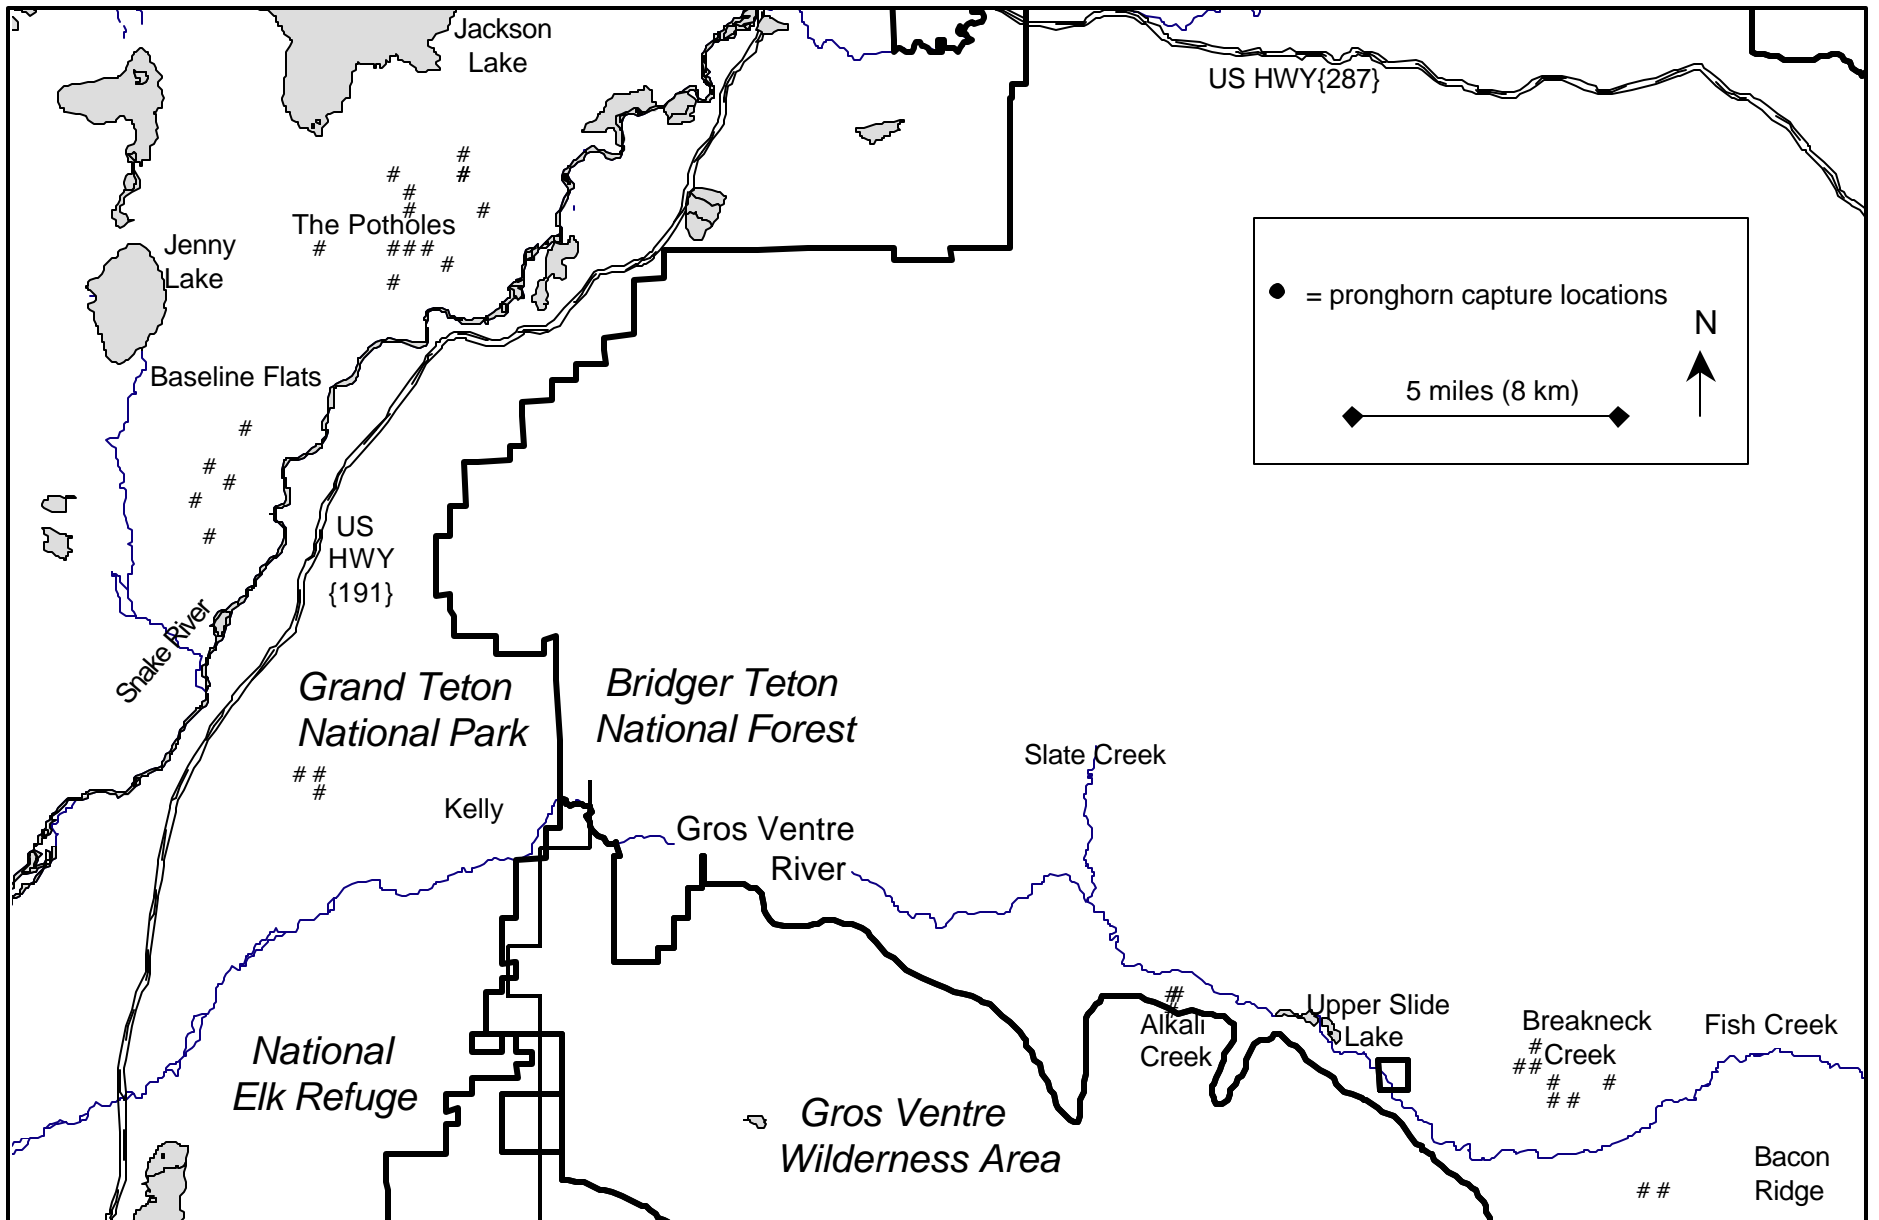 Jackson
Lake
US HWY{287}
#
# #
#
# #
The Potholes
# ### 
#
#
Jenny
Lake
● = pronghorn capture locations
N
5 miles (8 km)
Baseline Flats
#
#
#
#
#
US
HWY
{191}
Snake River
Grand Teton
National Park
Bridger Teton
National Forest
# #
#
Kelly
Slate Creek
Gros Ventre
River
##
#
Alkali
Creek
Upper Slide
Lake
Breakneck
Creek
#
##
# #
# #
Fish Creek
National
Elk Refuge
Gros Ventre
Wilderness Area
Bacon
Ridge
# #